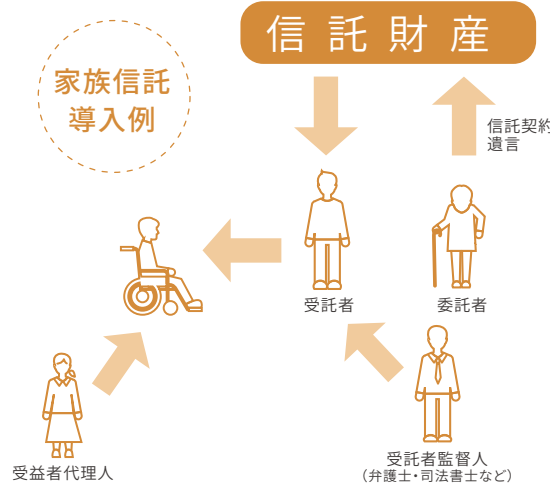 信託財産
家族信託
導入例
信託契約
遺言
受託者
委託者
受託者監督人
（弁護士・司法書士など）
受益者代理人